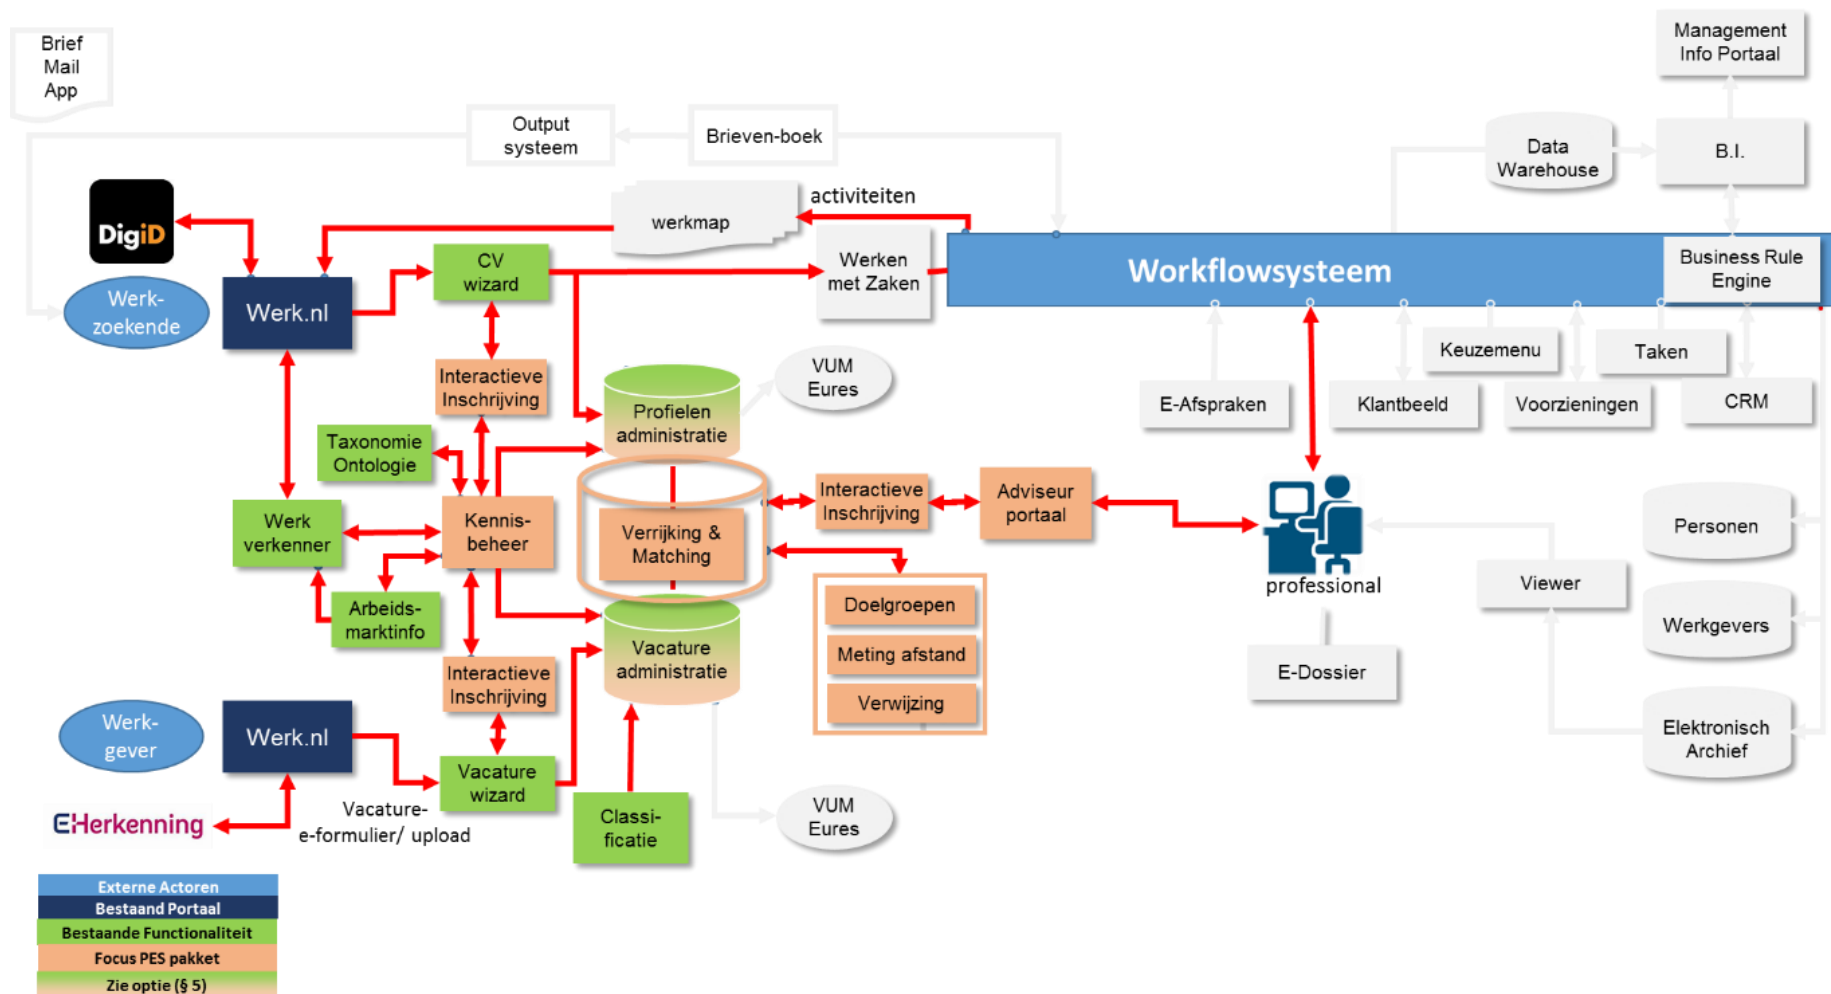 Brief
Mail
App
Output
systeem
Brieven-boek
Management
Info Portaal
Data
Warehouse
B.I.
DigiD
werkmap
activiteiten
CV
wizard
Werken
met Zaken
Workflowsysteem
Business Rule
Engine
Werk-
zoekende
Werk.nl
Interactieve
Inschrijving
VUM
Eures
Keuzemenu
Taken
E-Afspraken
Klantbeeld
Voorzieningen
CRM
Profielen
administratie
Taxonomie
Ontologie
Werk
verkenner
Kennis-
beheer
Verrijking &
Matching
Interactieve
Inschrijving
Adviseur
portaal
professional
Personen
Viewer
Arbeids-
marktinfo
Doelgroepen
Meting afstand
Verwijzing
Vacature
administratie
Werkgevers
E-Dossier
Interactieve
Inschrijving
Werk-
gever
Werk.nl
Elektronisch
Archief
Vacature
wizard
EHerkenning
Vacature-
e-formulier/ upload
Classi-
ficatie
VUM
Eures
Externe Actoren
Bestaand Portaal
Bestaande Functionaliteit
Focus PES pakket
Zie optie (§ 5)